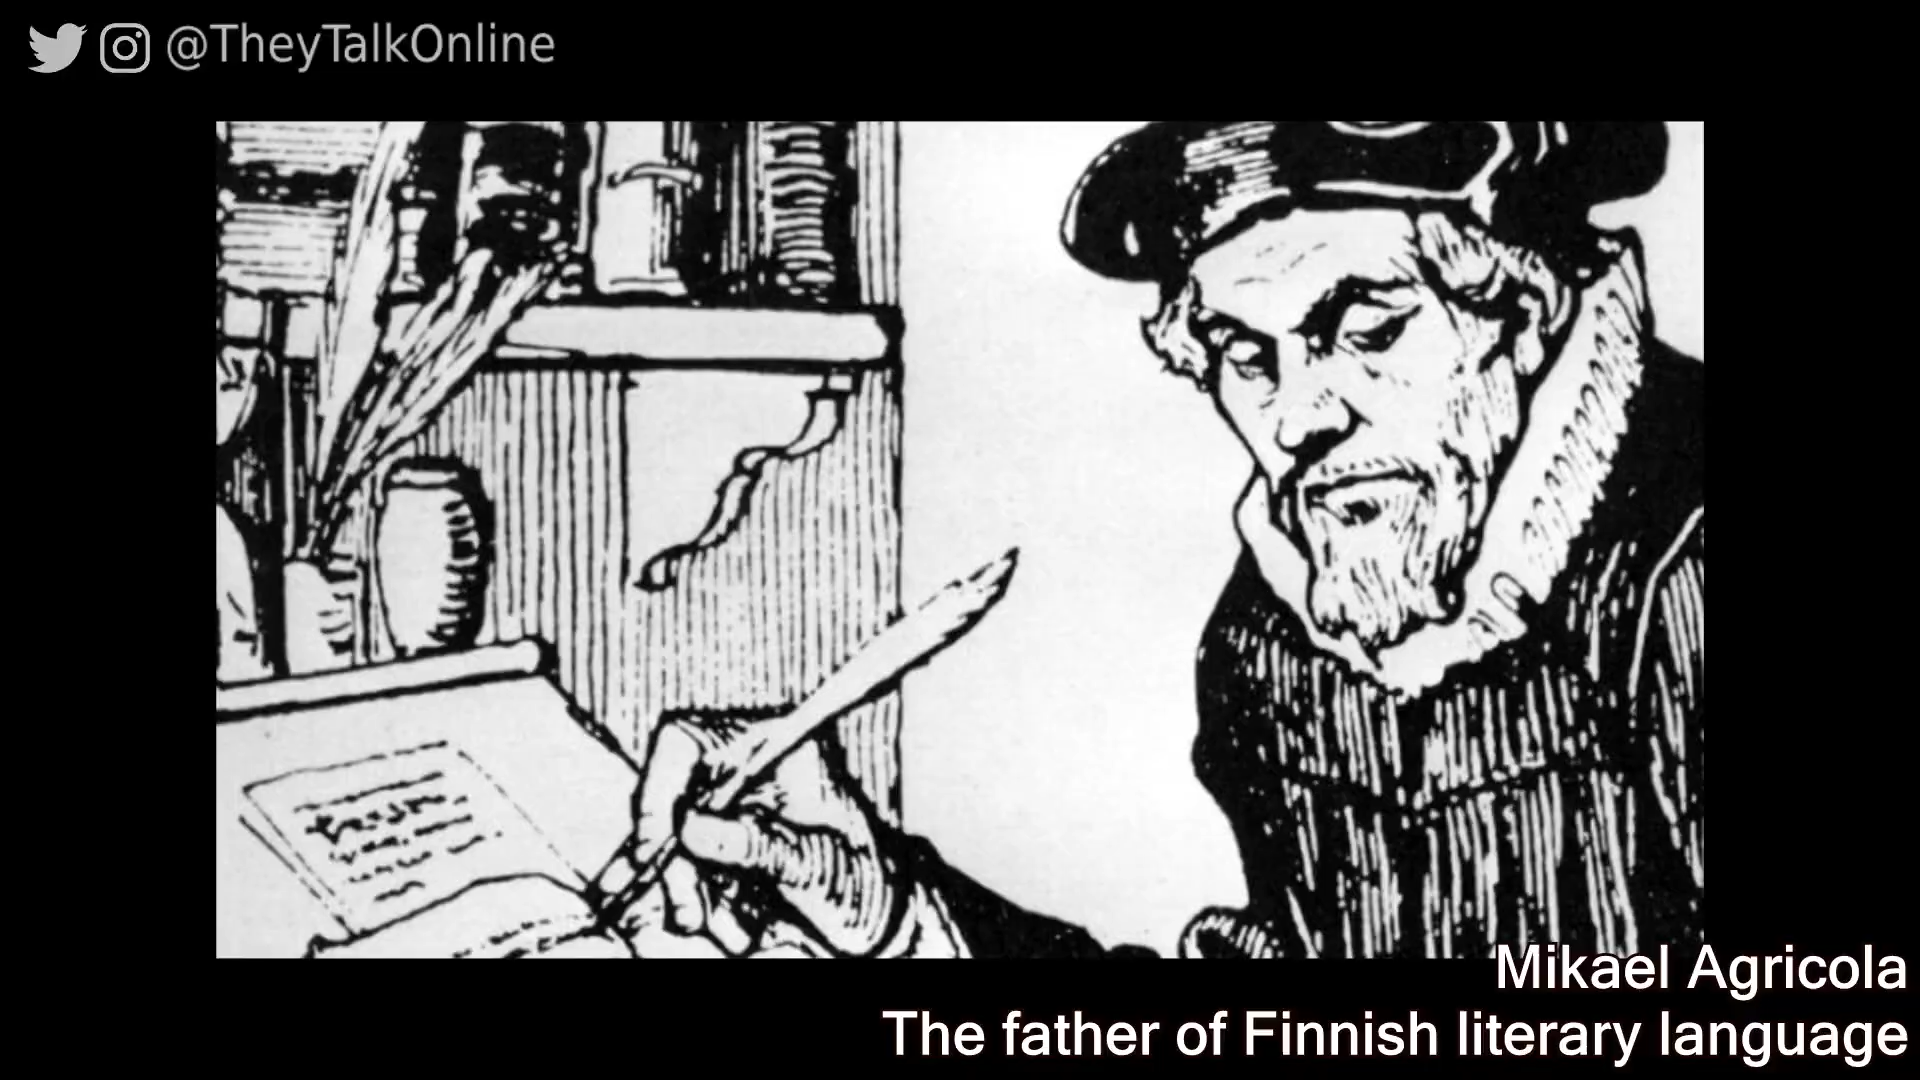 @TheyTalkOnline
Mikael Agricola
The father of Finnish literary language